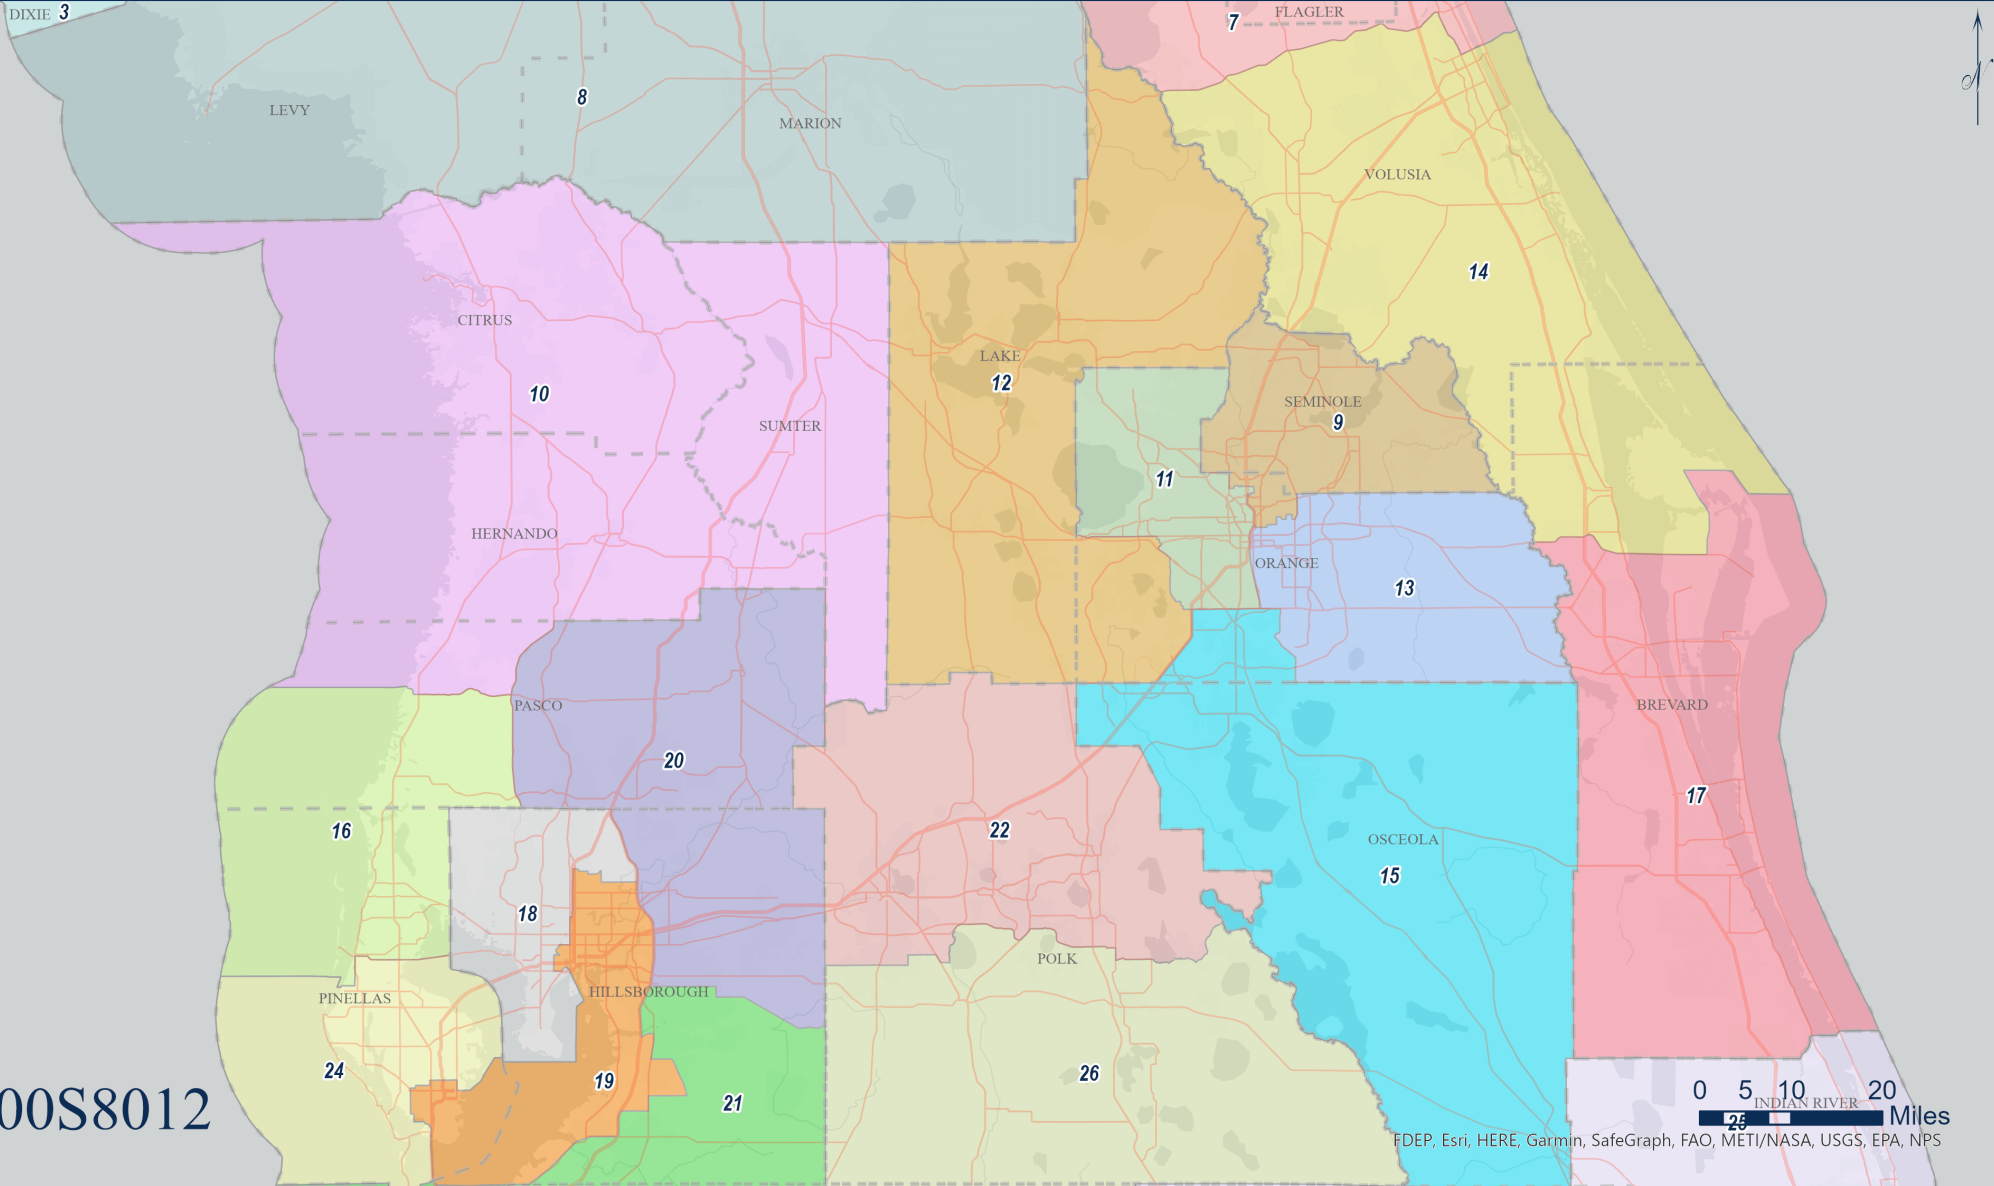 DIXIE 3
7
FLAGLER
N
8
LEVY
MARION
VOLUSIA
14
CITRUS
LAKE
12
10
SEMINOLE
9
SUMTER
11
HERNANDO
ORANGE
13
PASCO
BREVARD
20
17
16
22
OSCEOLA
15
18
POLK
HILLSBOROUGH
PINELLAS
24
26
19
21
00S8012
0 5 10 20
INDIAN RIVER
Miles
25
FDEP, Esri, HERE, Garmin, SafeGraph, FAO, METI/NASA, USGS, EPA, NPS